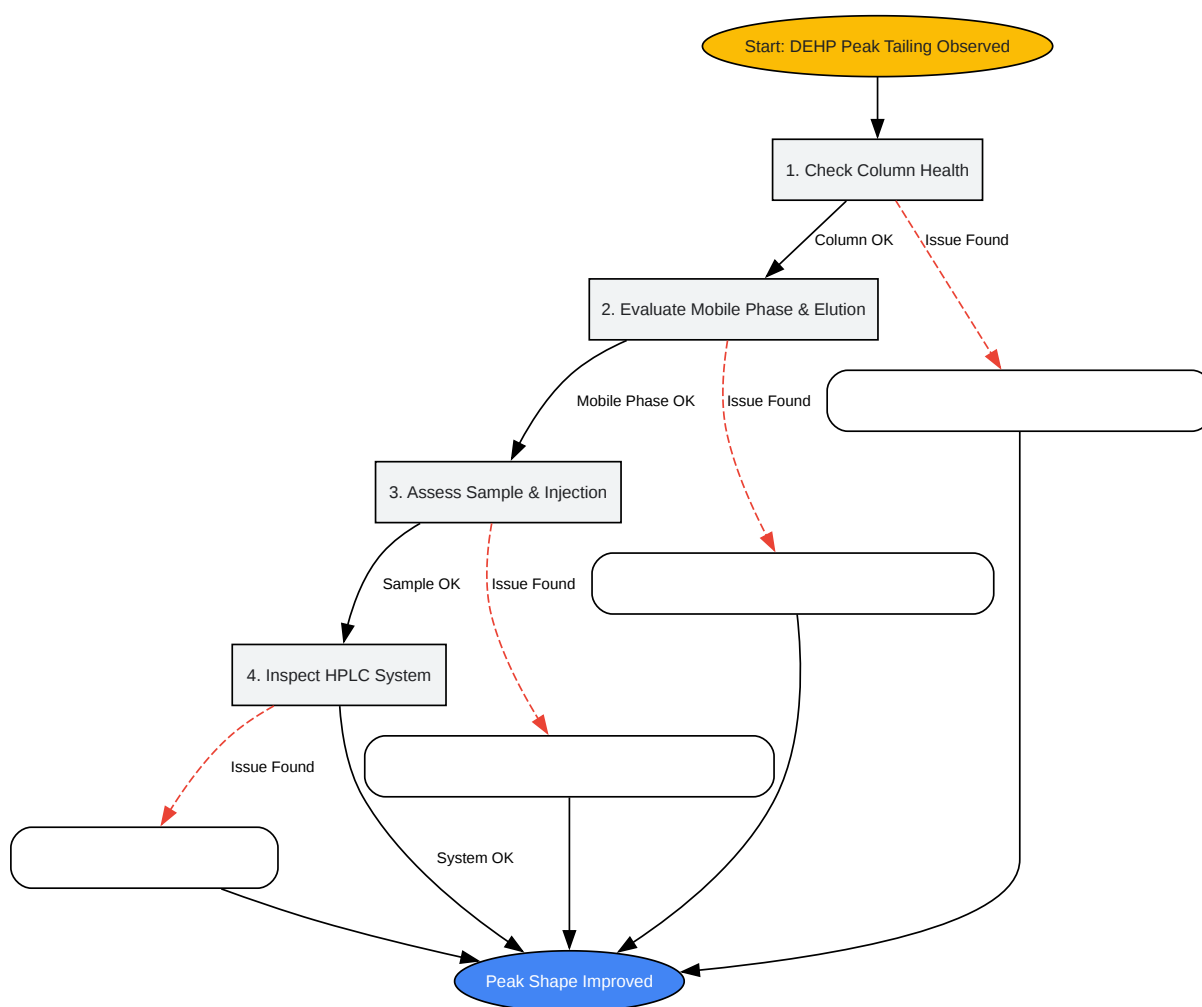 Start: DEHP Peak Tailing Observed
1. Check Column Health
Column OK
Issue Found
2. Evaluate Mobile Phase & Elution
Mobile Phase OK
Issue Found
3. Assess Sample & Injection
Sample OK
Issue Found
4. Inspect HPLC System
Issue Found
System OK
Peak Shape Improved